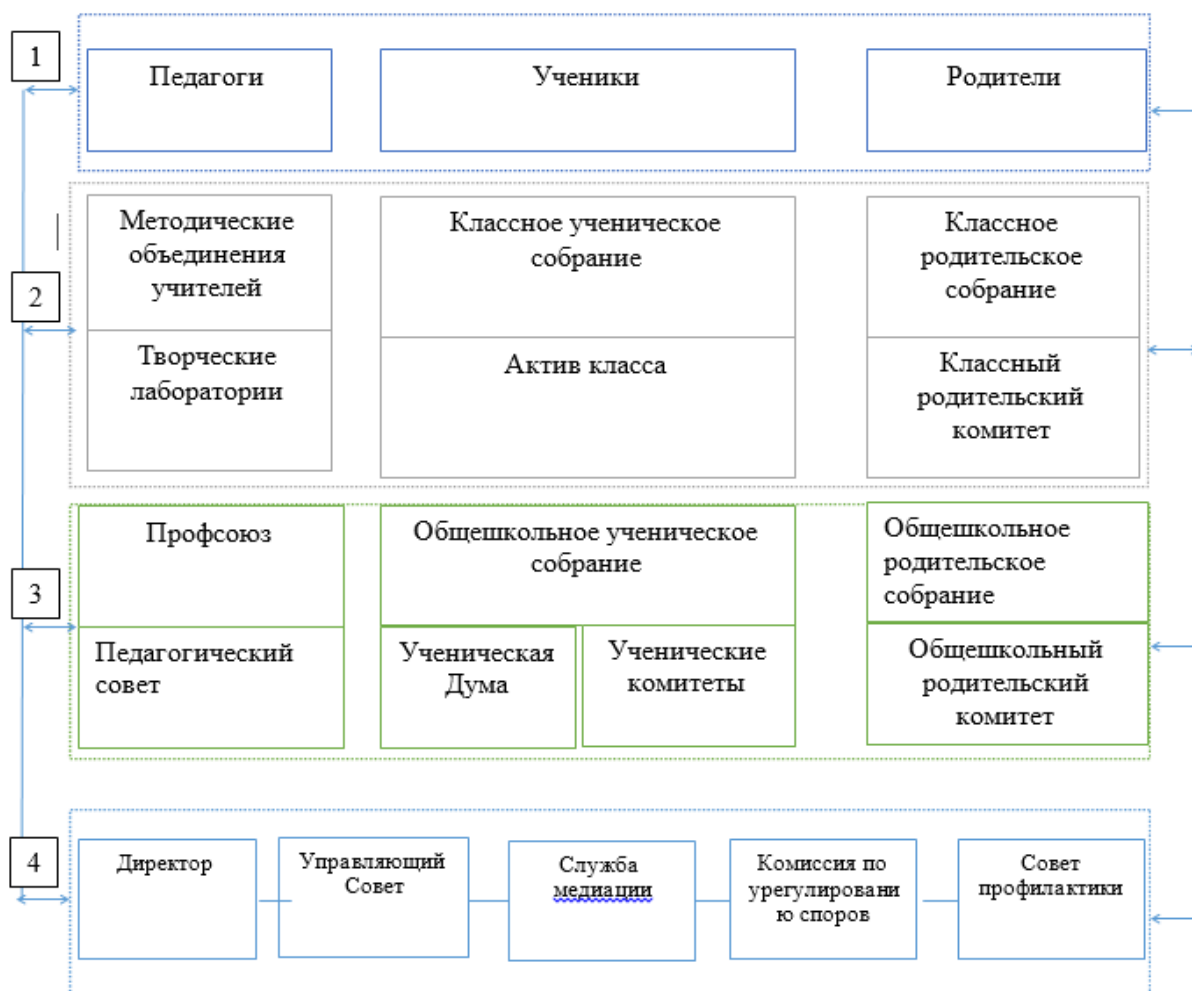 1
Педагоги
Ученики
Родители
2
Методические
объединения
учителей
Классное ученическое
собрание
Классное
родительское
собрание
Творческие
лаборатории
Актив класса
Классный
родительский
комитет
3
Профсоюз
Общешкольное ученическое
собрание
Общешкольное
родительское
собрание
Педагогический
совет
Ученическая
Дума
Ученические
комитеты
Общешкольный
родительский
комитет
4
Директор
Управляющий
Совет
Служба
медиации
Комиссия по
урегулировани
ю споров
Совет
профилактики